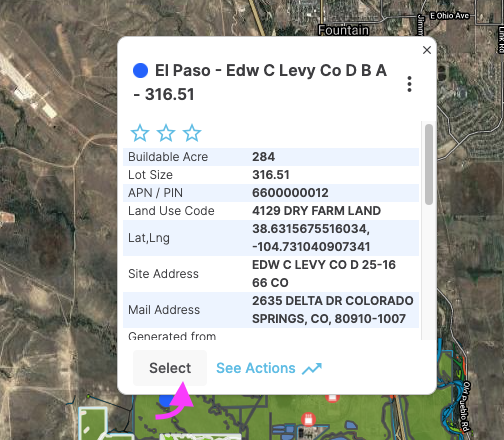 E Ohio Ave
Fountain
Link Rd
El Paso - Edw C Levy Co D B A
- 316.51
Buildable Acre 284
Lot Size 316.51
APN / PIN 6600000012
Land Use Code 4129 DRY FARM LAND
Lat,Lng 38.6315675516034,
-104.731040907341
Site Address EDW C LEVY CO D 25-16
66 CO
Mail Address 2635 DELTA DR COLORADO
SPRINGS, CO, 80910-1007
Generated from
Select See Actions
Old Pueblo Rd